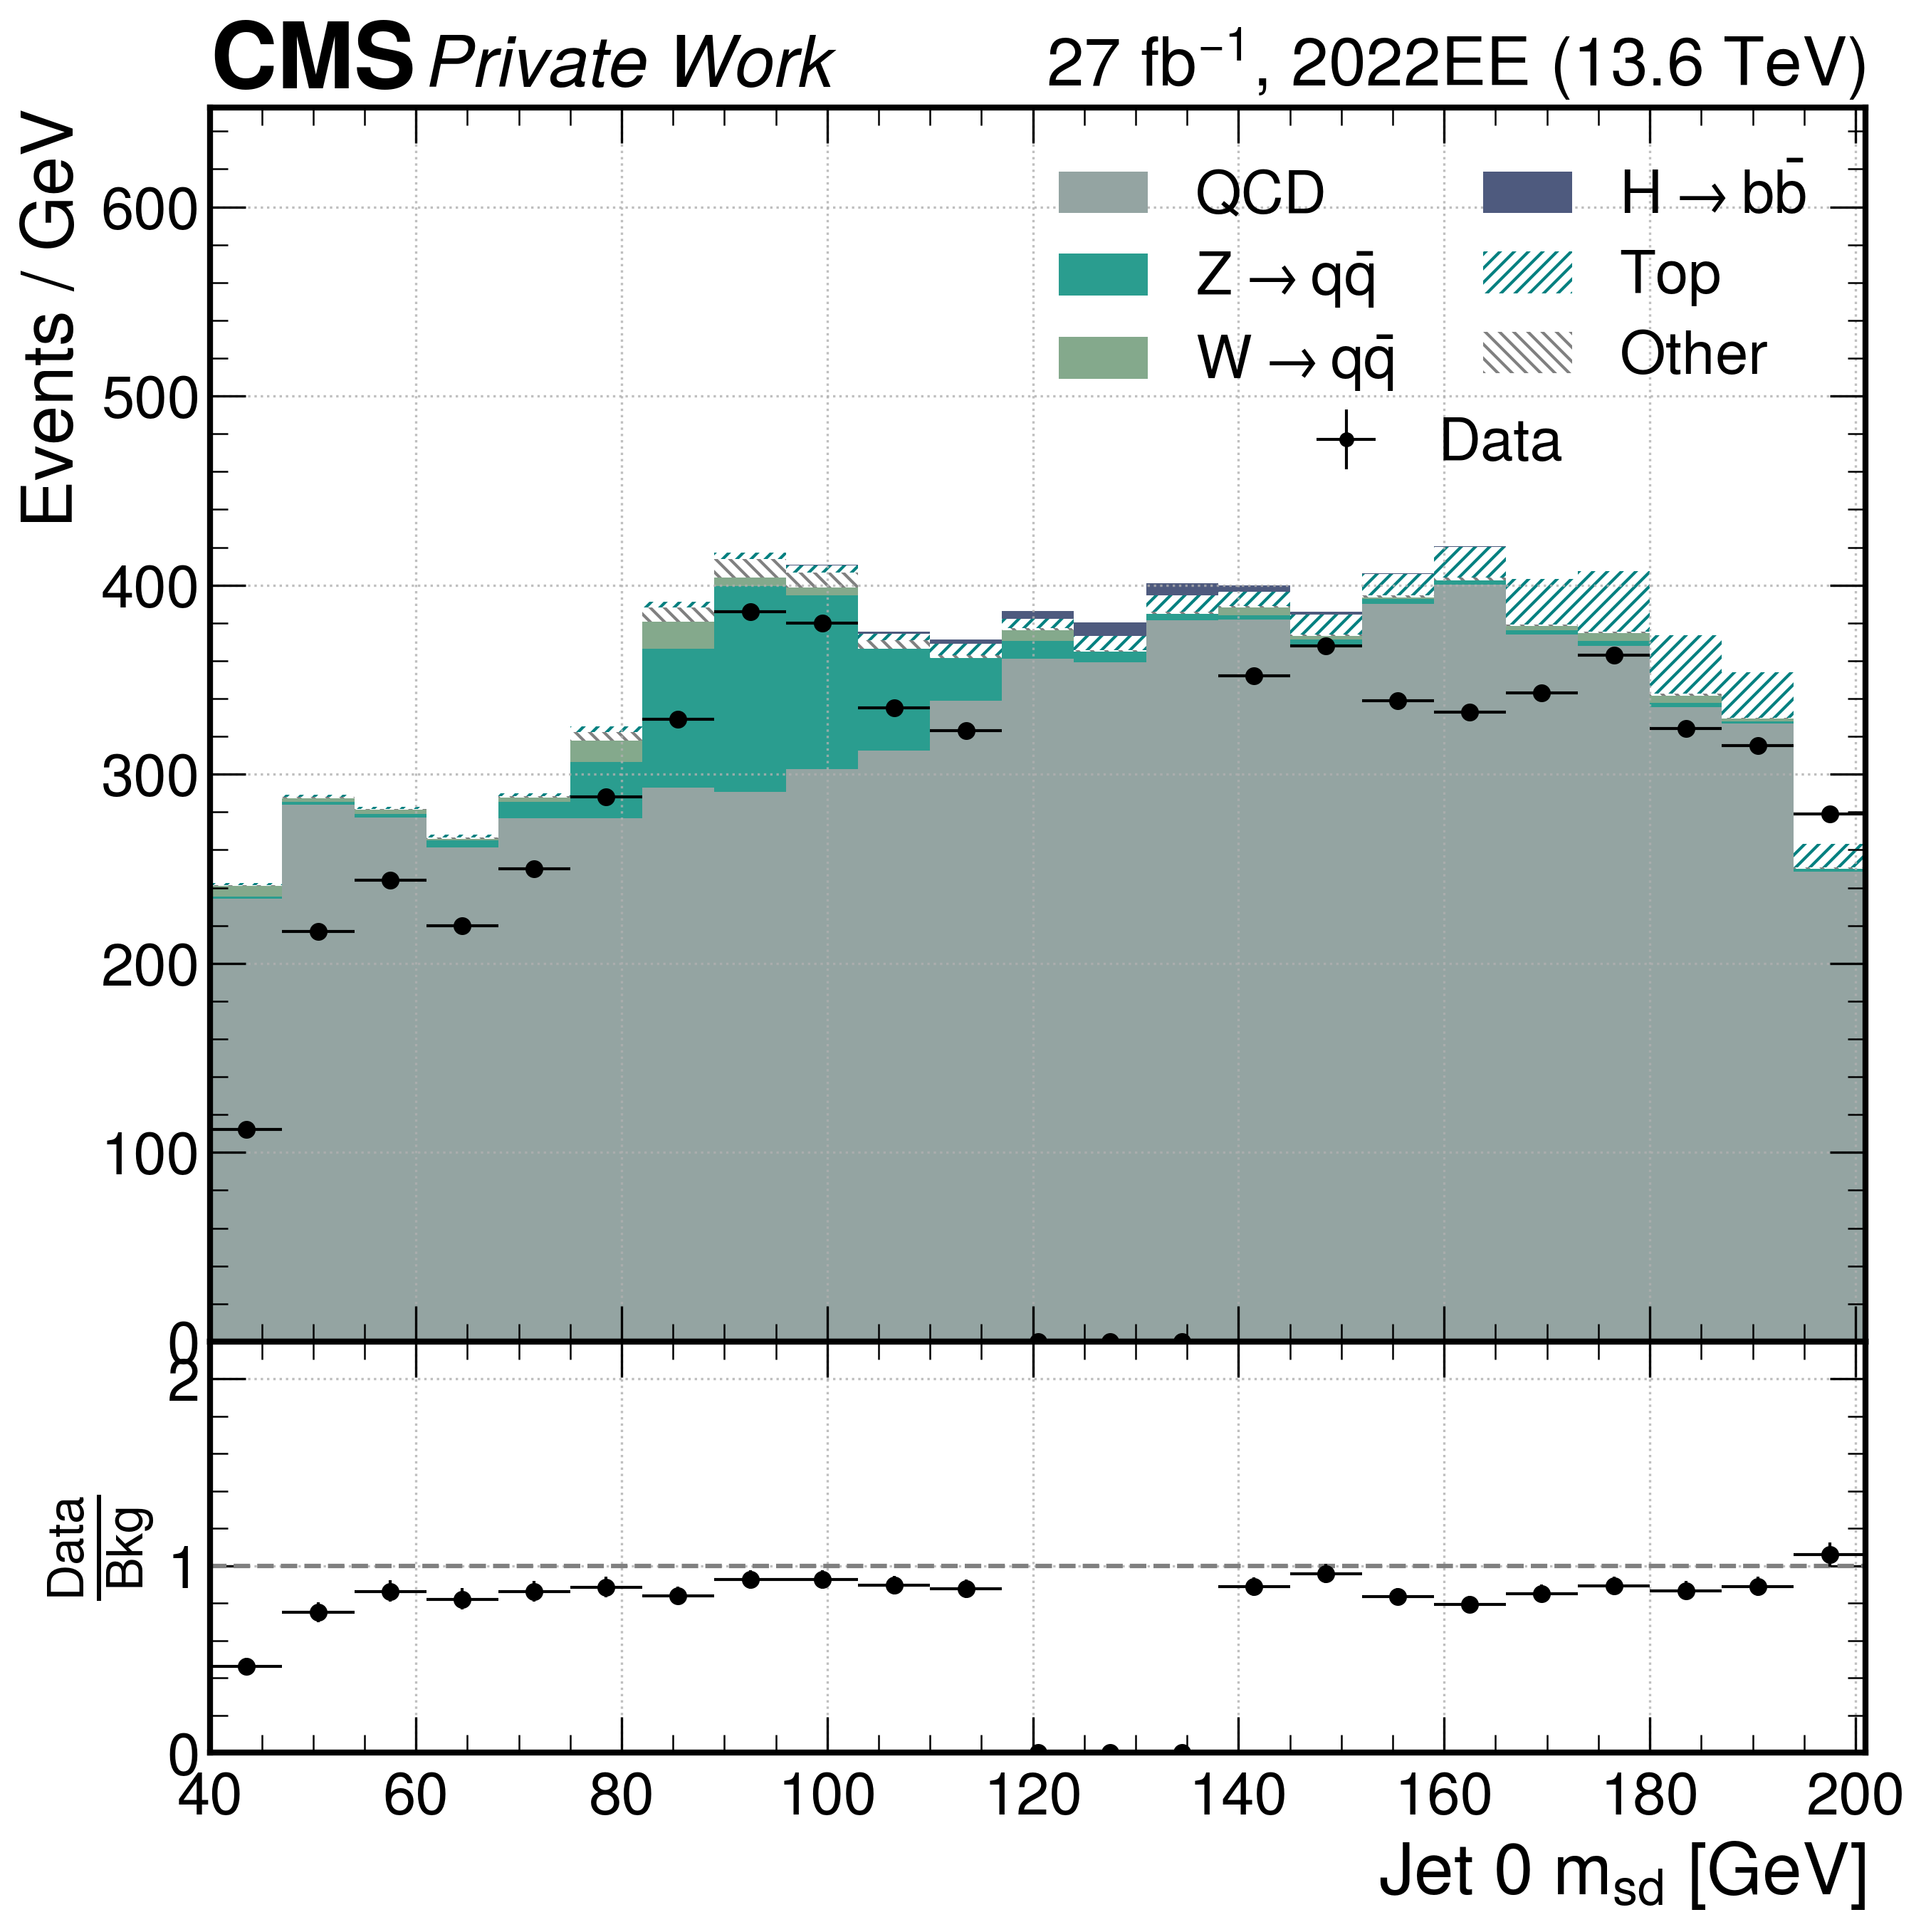 CMS Private Work 27 fb⁻¹, 2022EE (13.6 TeV)
Events / GeV
QCD
Z → qq̄
W → qq̄
H → bb̄
Top
Other
Data
600
500
400
300
200
100
0
Data
Bkg
2
1
0
40 60 80 100 120 140 160 180 200
Jet 0 m_sd [GeV]